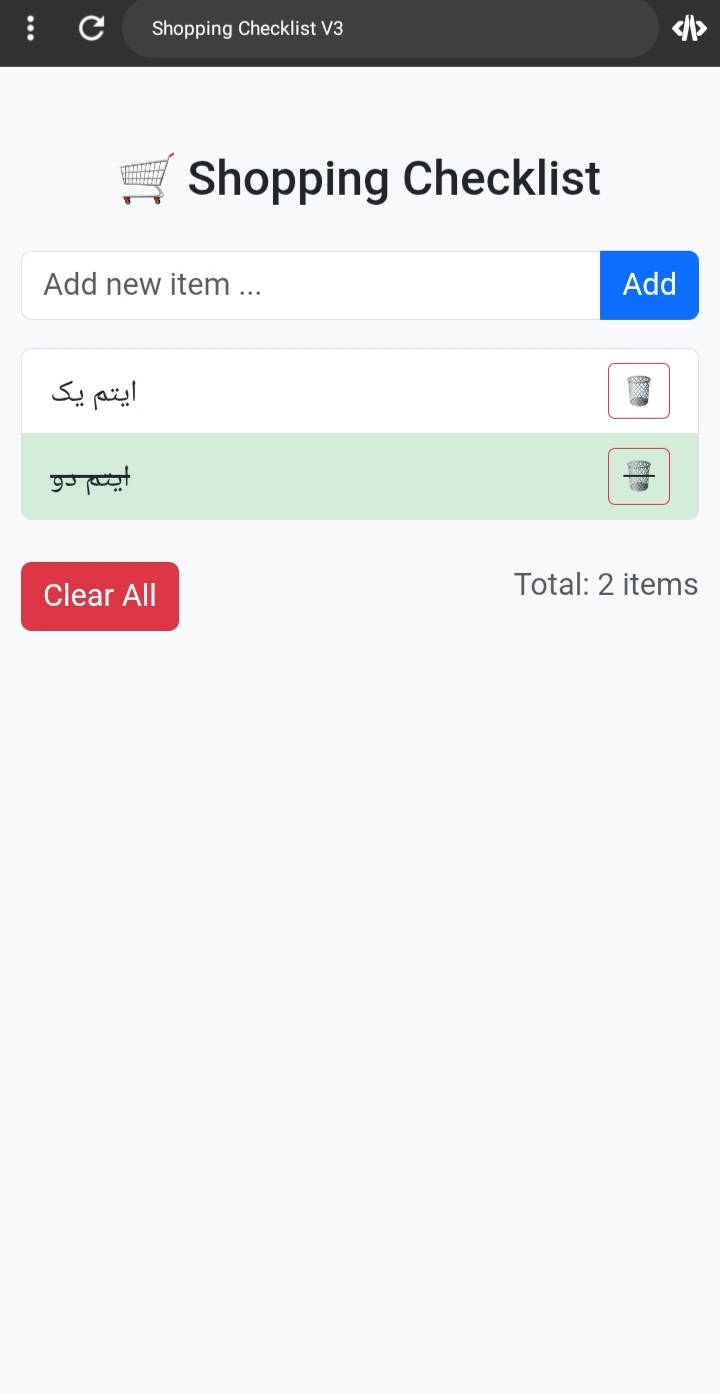 Shopping Checklist V3
🛒 Shopping Checklist
Add new item ...
Add
ایتم یک
ایتم دو
Clear All
Total: 2 items